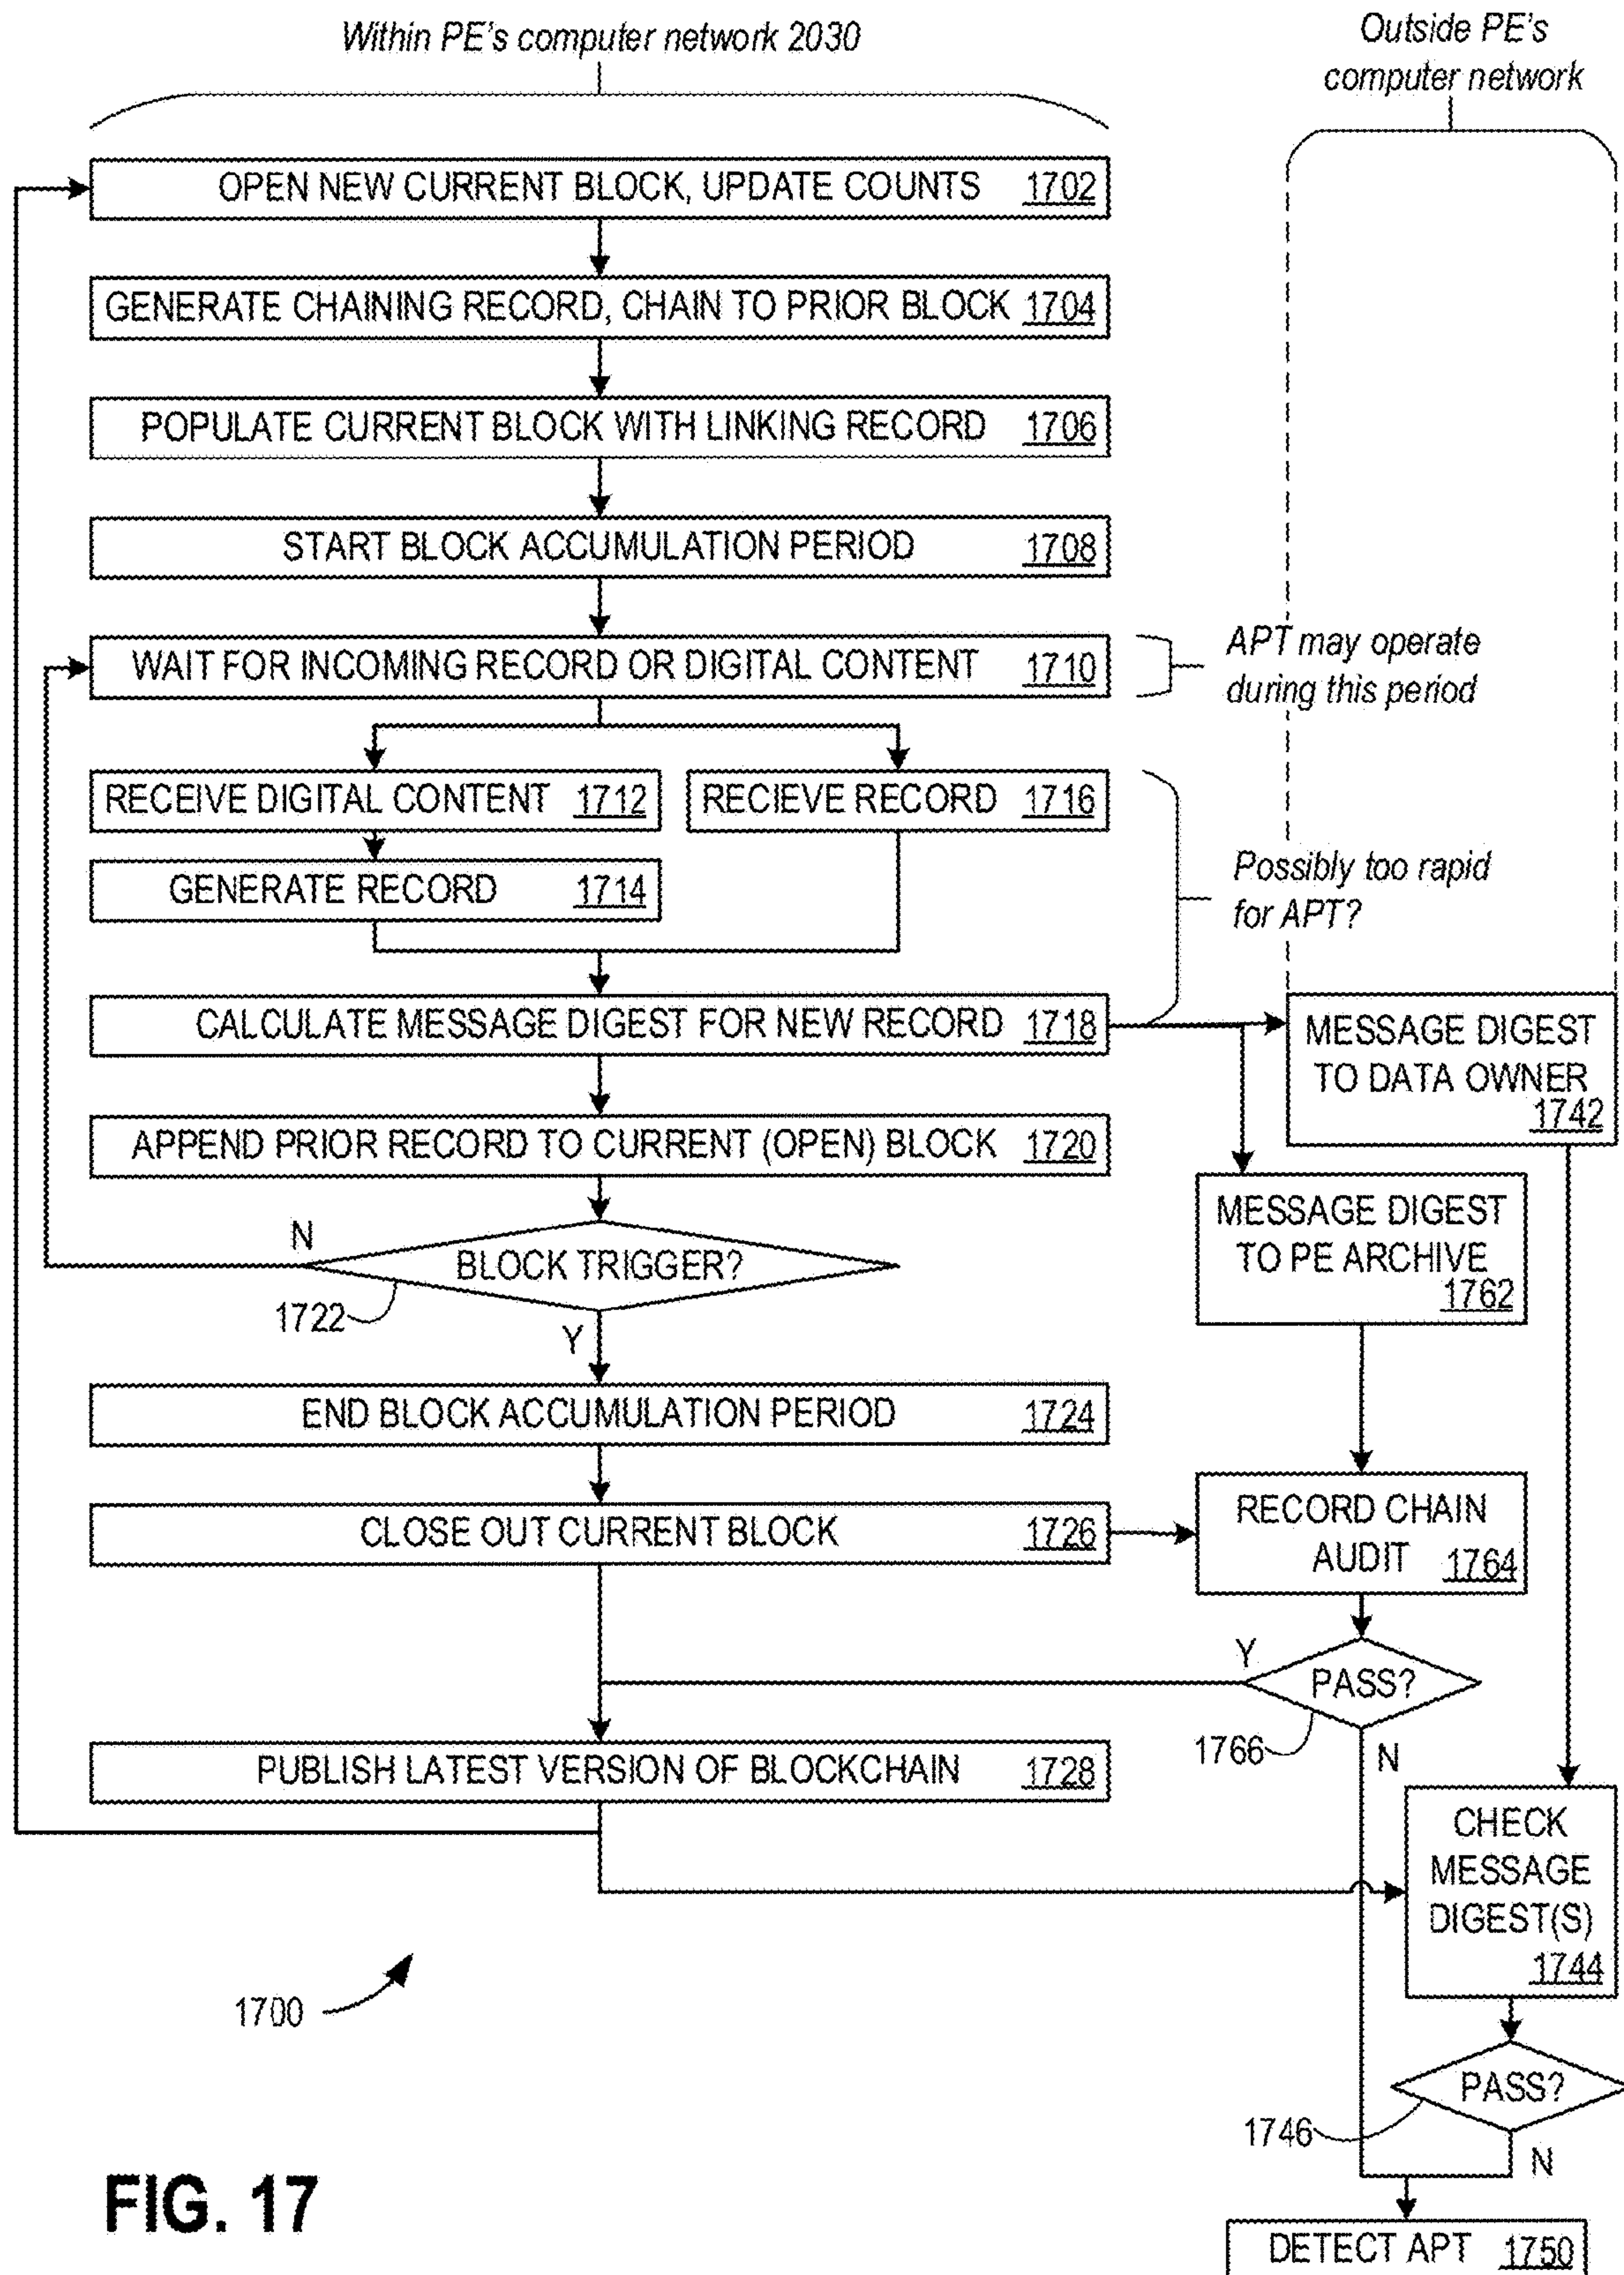 Within PE's computer network 2030
Outside PE's
computer network
OPEN NEW CURRENT BLOCK, UPDATE COUNTS 1702
GENERATE CHAINING RECORD, CHAIN TO PRIOR BLOCK 1704
POPULATE CURRENT BLOCK WITH LINKING RECORD 1706
START BLOCK ACCUMULATION PERIOD 1708
WAIT FOR INCOMING RECORD OR DIGITAL CONTENT 1710
APT may operate
during this period
RECEIVE DIGITAL CONTENT 1712
RECIEVE RECORD 1716
GENERATE RECORD 1714
Possibly too rapid
for APT?
CALCULATE MESSAGE DIGEST FOR NEW RECORD 1718
MESSAGE DIGEST
TO DATA OWNER
1742
APPEND PRIOR RECORD TO CURRENT (OPEN) BLOCK 1720
MESSAGE DIGEST
TO PE ARCHIVE
1762
N
BLOCK TRIGGER?
1722
Y
END BLOCK ACCUMULATION PERIOD 1724
CLOSE OUT CURRENT BLOCK 1726
RECORD CHAIN
AUDIT 1764
Y
PASS?
1766
N
PUBLISH LATEST VERSION OF BLOCKCHAIN 1728
CHECK
MESSAGE
DIGEST(S)
1744
1700
PASS?
1746
N
FIG. 17
DETECT APT 1750